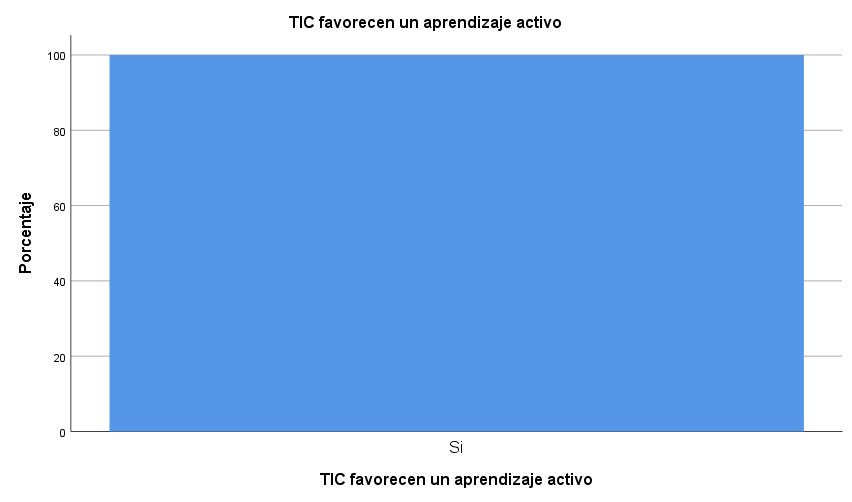 TIC favorecen un aprendizaje activo
100
80
60
40
20
0
Porcentaje
Si
TIC favorecen un aprendizaje activo